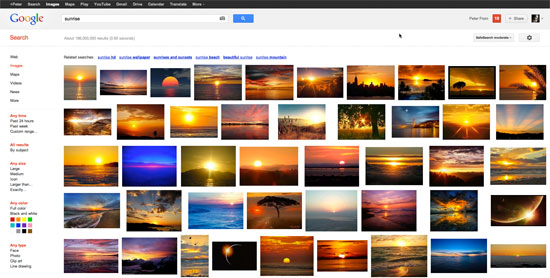 +Peter Search Images Maps Play YouTube Gmail Drive Calendar Translate More
Google sunrise Peter Pixim 10 + Share
Search About 196,000,000 results SafeSearch moderate
Related searches: sunrise hd sunrise wallpaper sunrises and sunsets sunrise beach beautiful sunrise sunrise mountain
Web
Images
Maps
Videos
News
More
Any time
Past 24 hours
Past week
Custom range...
All results
By subject
Any size
Large
Medium
Icon
Larger than...
Exactly...
Any color
Full color
Black and white
Any type
Face
Photo
Clip art
Line drawing